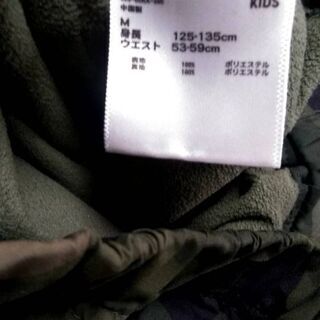 KIDS
中国製
M
身長 125-135cm
ウエスト 53-59cm
表地 100% ポリエステル
裏地 100% ポリエステル